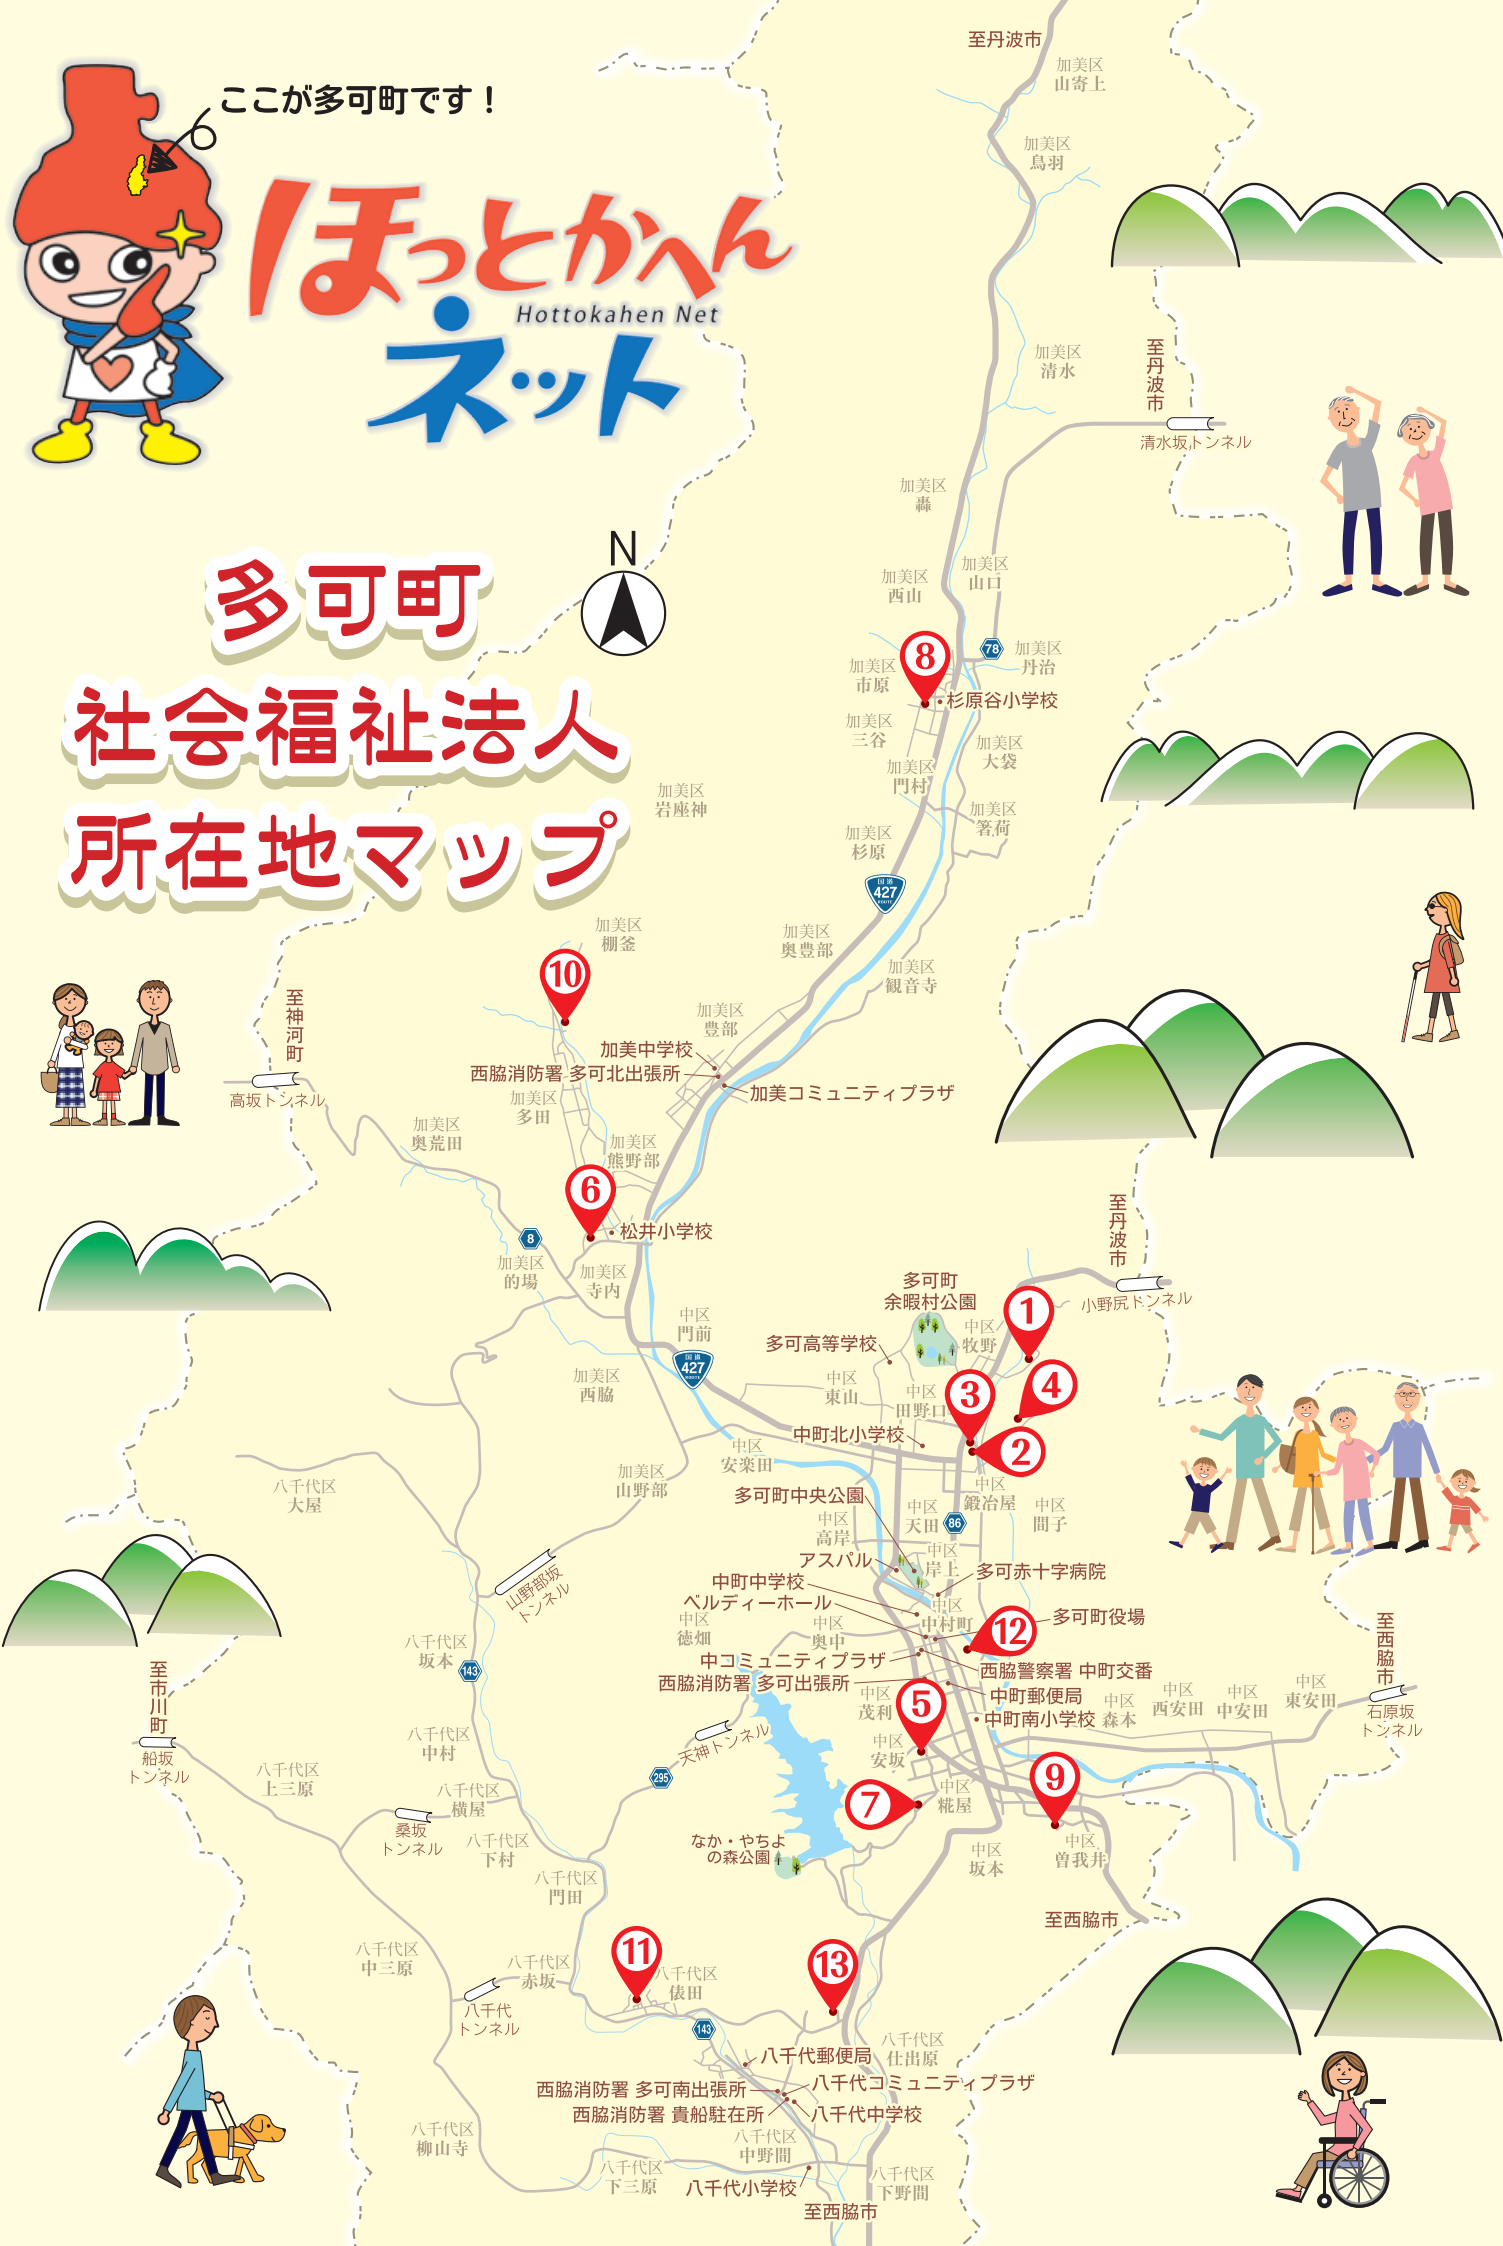 ここが多可町です！
ほっとかへん
Hottokahen Net
ネット
多可町
社会福祉法人
所在地マップ
N
至丹波市
加美区
山寄上
加美区
鳥羽
加美区
清水
至丹波市
清水坂トンネル
加美区
轟
加美区
西山
加美区
山口
78
加美区
丹治
8
加美区
市原
杉原谷小学校
加美区
三谷
加美区
大袋
加美区
門村
加美区
岩座神
加美区
箸荷
加美区
杉原
国道
427
ROUTE
加美区
棚釜
加美区
奥豊部
加美区
観音寺
10
至神河町
加美区
豊部
加美中学校
西脇消防署 多可北出張所
加美コミュニティプラザ
高坂トンネル
加美区
多田
加美区
奥荒田
加美区
熊野部
6
松井小学校
8
加美区
的場
加美区
寺内
至丹波市
小野尻トンネル
多可町
余暇村公園
1
中区
牧野
中区
門前
多可高等学校
国道
427
ROUTE
加美区
西脇
中区
東山
中区
田野口
3
4
中町北小学校
2
中区
安楽田
加美区
山野部
八千代区
大屋
中区
鍛冶屋
多可町中央公園
中区
天田
86
中区
間子
中区
高岸
中区
岸上
アスパル
多可赤十字病院
山野部坂
トンネル
中町中学校
ベルディーホール
中区
中村町
12
多可町役場
中区
徳畑
中区
奥中
中コミュニティプラザ
西脇警察署 中町交番
西脇消防署 多可出張所
中町郵便局
中町南小学校
八千代区
坂本
143
至市川町
船坂
トンネル
5
中区
茂利
中区
森本
中区
西安田
中区
中安田
中区
東安田
至西脇市
石原坂
トンネル
八千代区
中村
天神トンネル
中区
安坂
295
八千代区
上三原
八千代区
横屋
7
中区
糀屋
9
桑坂
トンネル
八千代区
下村
なか・やちよ
の森公園
中区
坂本
中区
曽我井
八千代区
門田
至西脇市
八千代区
中三原
八千代区
赤坂
11
八千代区
俵田
13
八千代
トンネル
143
八千代郵便局
八千代区
仕出原
西脇消防署 多可南出張所
八千代コミュニティプラザ
西脇消防署 貴船駐在所
八千代中学校
八千代区
柳山寺
八千代区
中野間
八千代区
下三原
八千代小学校
八千代区
下野間
至西脇市